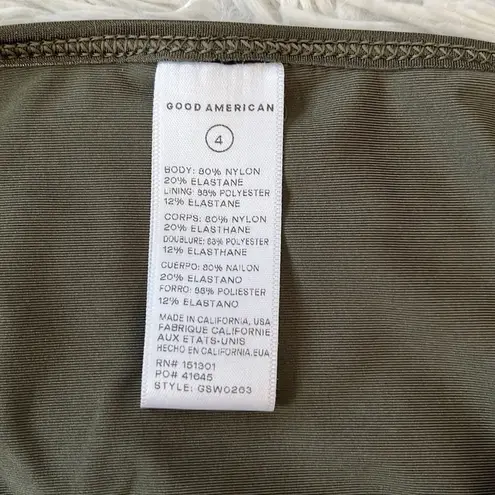 GOOD AMERICAN
4
BODY: 80% NYLON
20% ELASTANE
LINING: 88% POLYESTER
12% ELASTANE
CORPS: 80% NYLON
20% ELASTHANE
DOUBLURE: 88% POLYESTER
12% ELASTHANE
CUERPO: 80% NAILON
20% ELASTANO
FORRO: 88% POLIESTER
12% ELASTANO
MADE IN CALIFORNIA, USA
FABRIQUE CALIFORNIE
AUX ETATS-UNIS
HECHO EN CALIFORNIA, EUA
RN# 151301
PO# 41645
STYLE: GSW0263